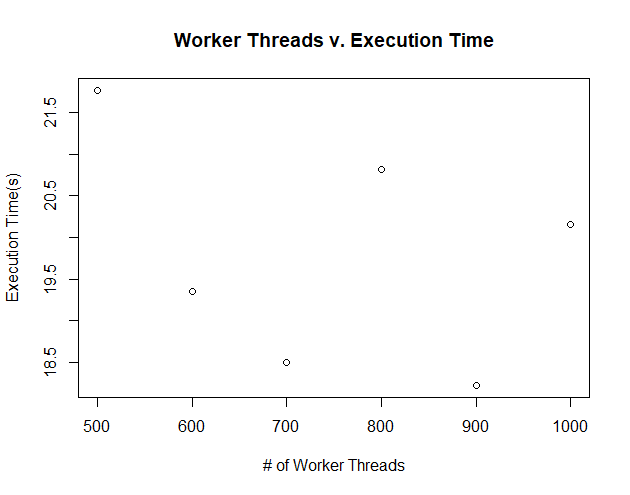 Worker Threads v. Execution Time
Execution Time(s)
21.5
20.5
19.5
18.5
500 600 700 800 900 1000
# of Worker Threads